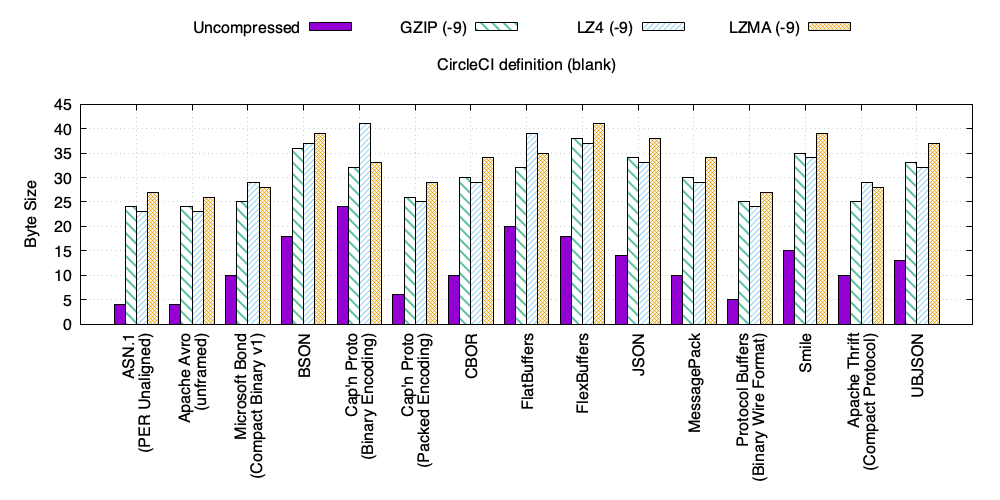 Uncompressed GZIP (-9) LZ4 (-9) LZMA (-9)
CircleCI definition (blank)
Byte Size
45
40
35
30
25
20
15
10
5
0
ASN.1
(PER Unaligned)
Apache Avro
(unframed)
Microsoft Bond
(Compact Binary v1)
BSON
Cap'n Proto
(Binary Encoding)
Cap'n Proto
(Packed Encoding)
CBOR
FlatBuffers
FlexBuffers
JSON
MessagePack
Protocol Buffers
(Binary Wire Format)
Smile
Apache Thrift
(Compact Protocol)
UBJSON